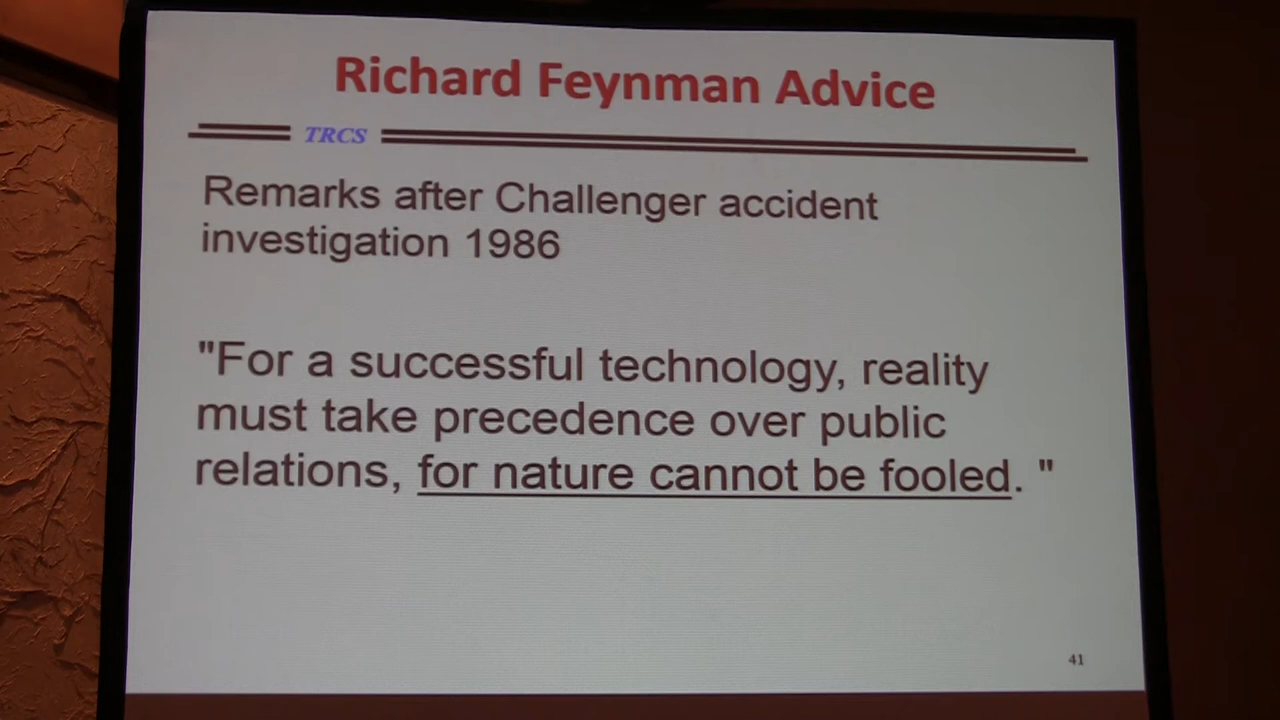 Richard Feynman Advice
TRCS
Remarks after Challenger accident
investigation 1986
"For a successful technology, reality
must take precedence over public
relations, for nature cannot be fooled. "
41